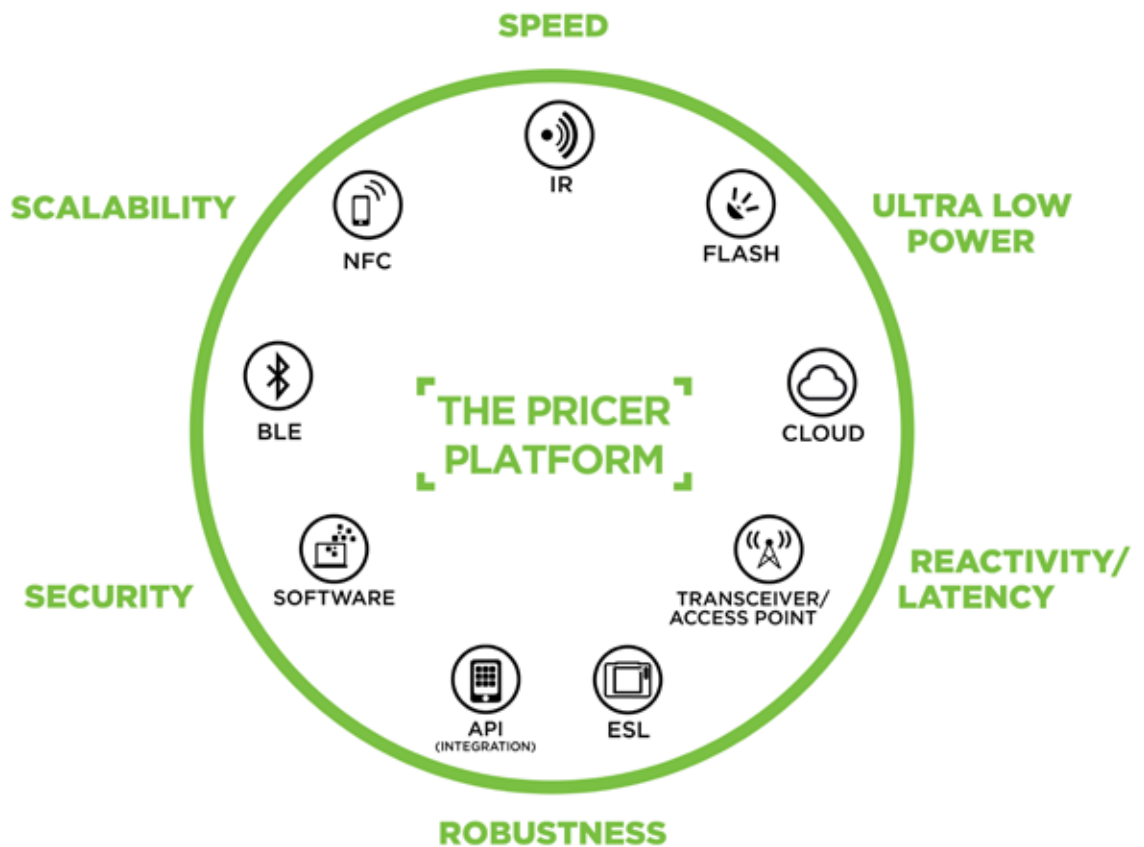 SPEED
IR
SCALABILITY
NFC
FLASH
ULTRA LOW
POWER
BLE
THE PRICER
PLATFORM
CLOUD
SECURITY
SOFTWARE
TRANSCEIVER/
ACCESS POINT
REACTIVITY/
LATENCY
API
(INTEGRATION)
ESL
ROBUSTNESS